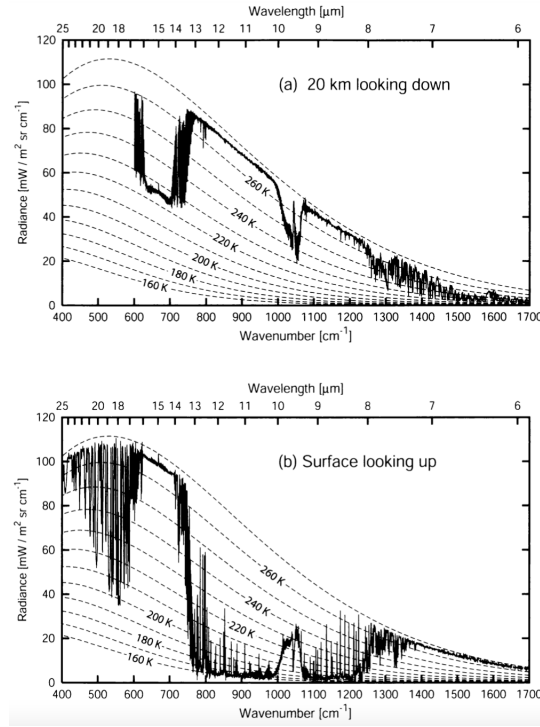 Wavelength [μm]
25 20 18 15 14 13 12 11 10 9 8 7 6
120
100
80
60
40
20
0
Radiance [mW / m² sr cm⁻¹]
(a) 20 km looking down
260 K
240 K
220 K
200 K
180 K
160 K
400 500 600 700 800 900 1000 1100 1200 1300 1400 1500 1600 1700
Wavenumber [cm⁻¹]
Wavelength [μm]
25 20 18 15 14 13 12 11 10 9 8 7 6
120
100
80
60
40
20
0
Radiance [mW / m² sr cm⁻¹]
(b) Surface looking up
260 K
240 K
220 K
200 K
180 K
160 K
400 500 600 700 800 900 1000 1100 1200 1300 1400 1500 1600 1700
Wavenumber [cm⁻¹]